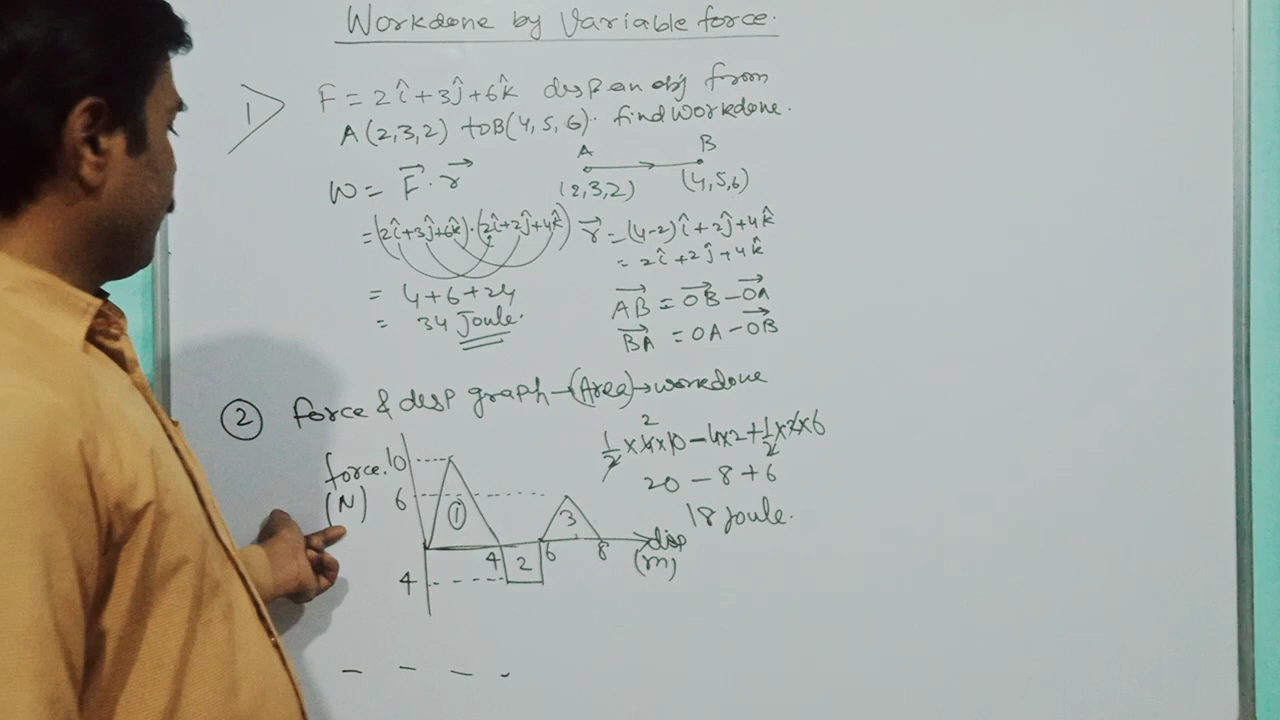 Workdone by Variable force.
1) F = 2î+3ĵ+6k̂ disp an obj from
A(2,3,2) to B(4,5,6). find workdone.
A B
(2,3,2) (4,5,6)
W = F⃗ . r⃗
= (2î+3ĵ+6k̂).(2î+2ĵ+4k̂) r⃗ = (4-2)î+2ĵ+4k̂
= 2î+2ĵ+4k̂
= 4+6+24
= 34 Joule.
AB⃗ = OB⃗ - OA⃗
BA⃗ = OA - OB⃗
2 force & disp graph → (Area) → workdone
1/2 x 4 x 10 - 4x2 + 1/2 x 2 x 6
2
20 - 8 + 6
18 Joule.
force. 10
(N) 6
1
3
4 2 6 8 disp
(m)
4